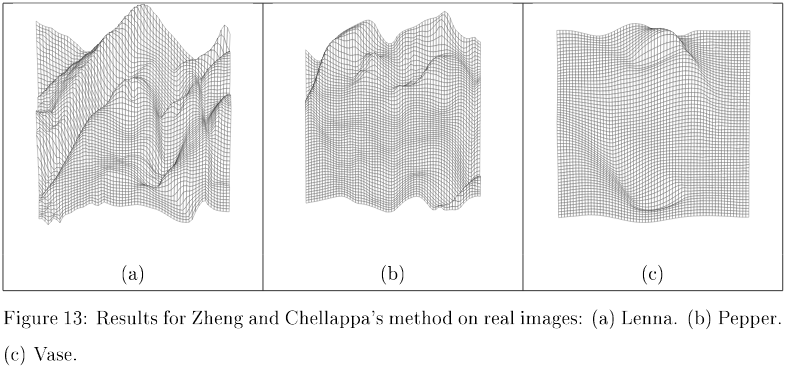 (a) (b) (c)
Figure 13: Results for Zheng and Chellappa's method on real images: (a) Lenna. (b) Pepper.
(c) Vase.